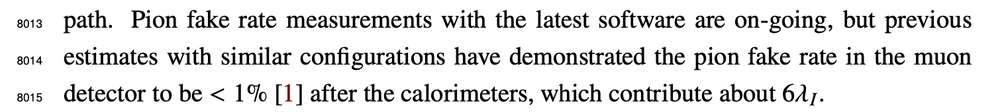 8013 path. Pion fake rate measurements with the latest software are on-going, but previous
8014 estimates with similar configurations have demonstrated the pion fake rate in the muon
8015 detector to be < 1% [1] after the calorimeters, which contribute about 6λI.